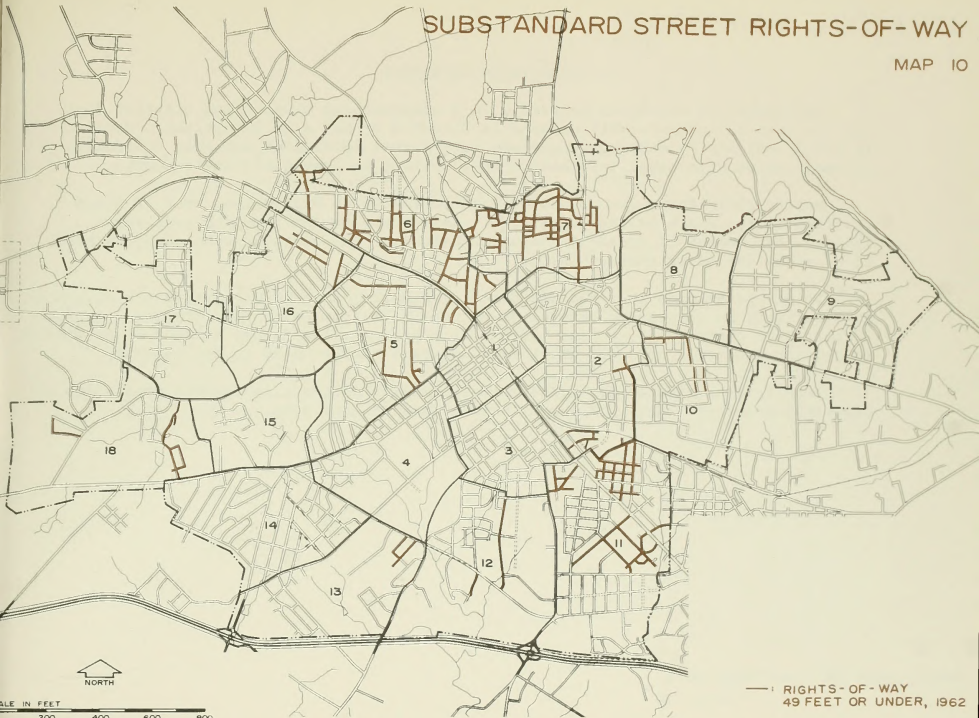 SUBSTANDARD STREET RIGHTS-OF-WAY
MAP 10
6
7
8
9
17
16
5
1
2
10
15
18
4
3
14
11
12
13
NORTH
ALE IN FEET
200 400 600 800
: RIGHTS-OF-WAY
49 FEET OR UNDER, 1962